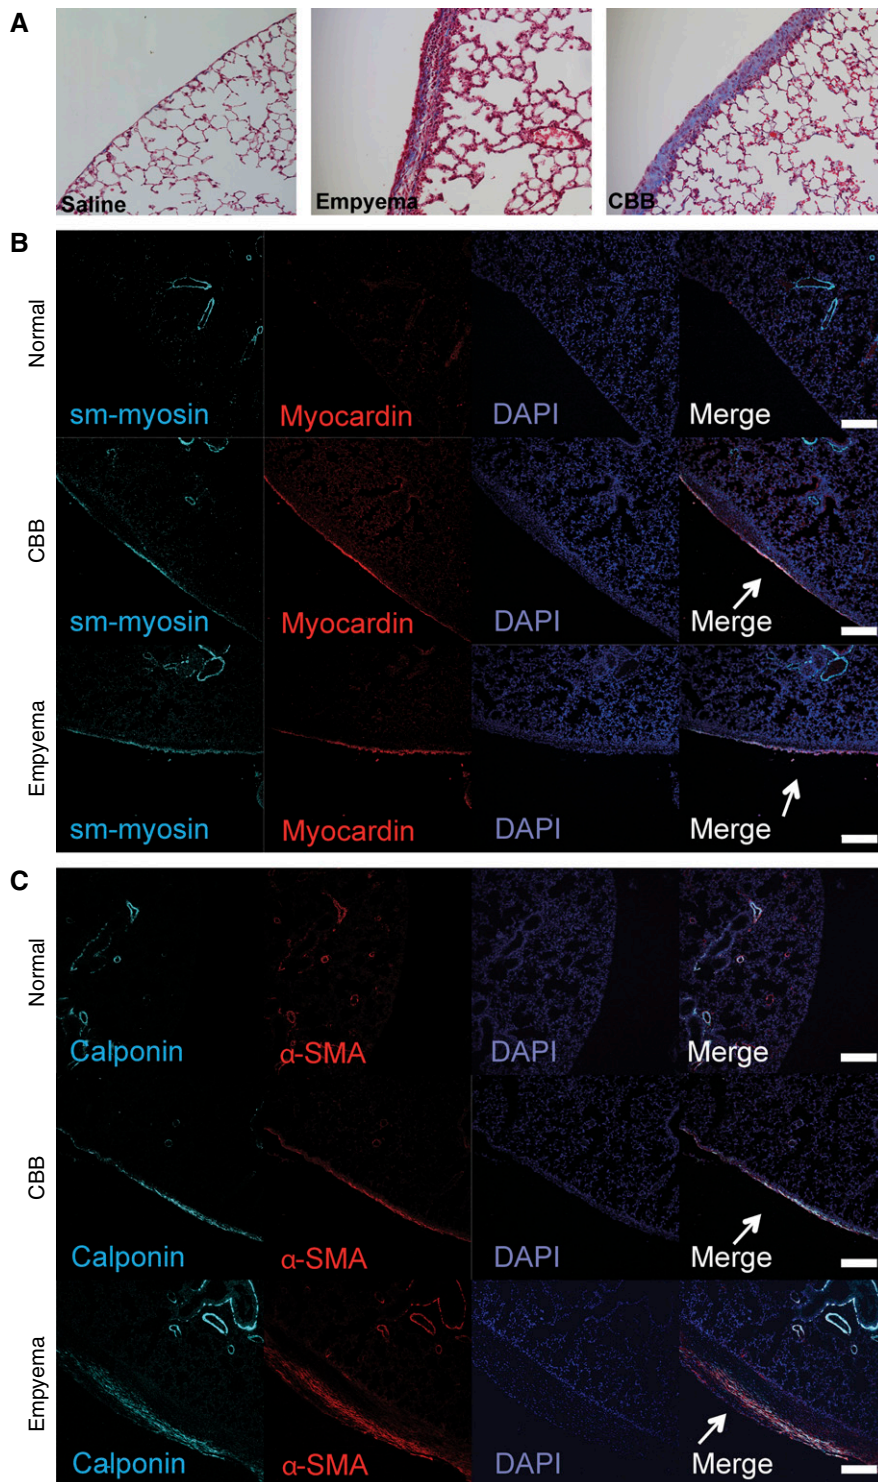 A
Saline Empyema CBB
B
Normal
sm-myosin Myocardin DAPI Merge
CBB
sm-myosin Myocardin DAPI Merge
Empyema
sm-myosin Myocardin DAPI Merge
C
Normal
Calponin α-SMA DAPI Merge
CBB
Calponin α-SMA DAPI Merge
Empyema
Calponin α-SMA DAPI Merge